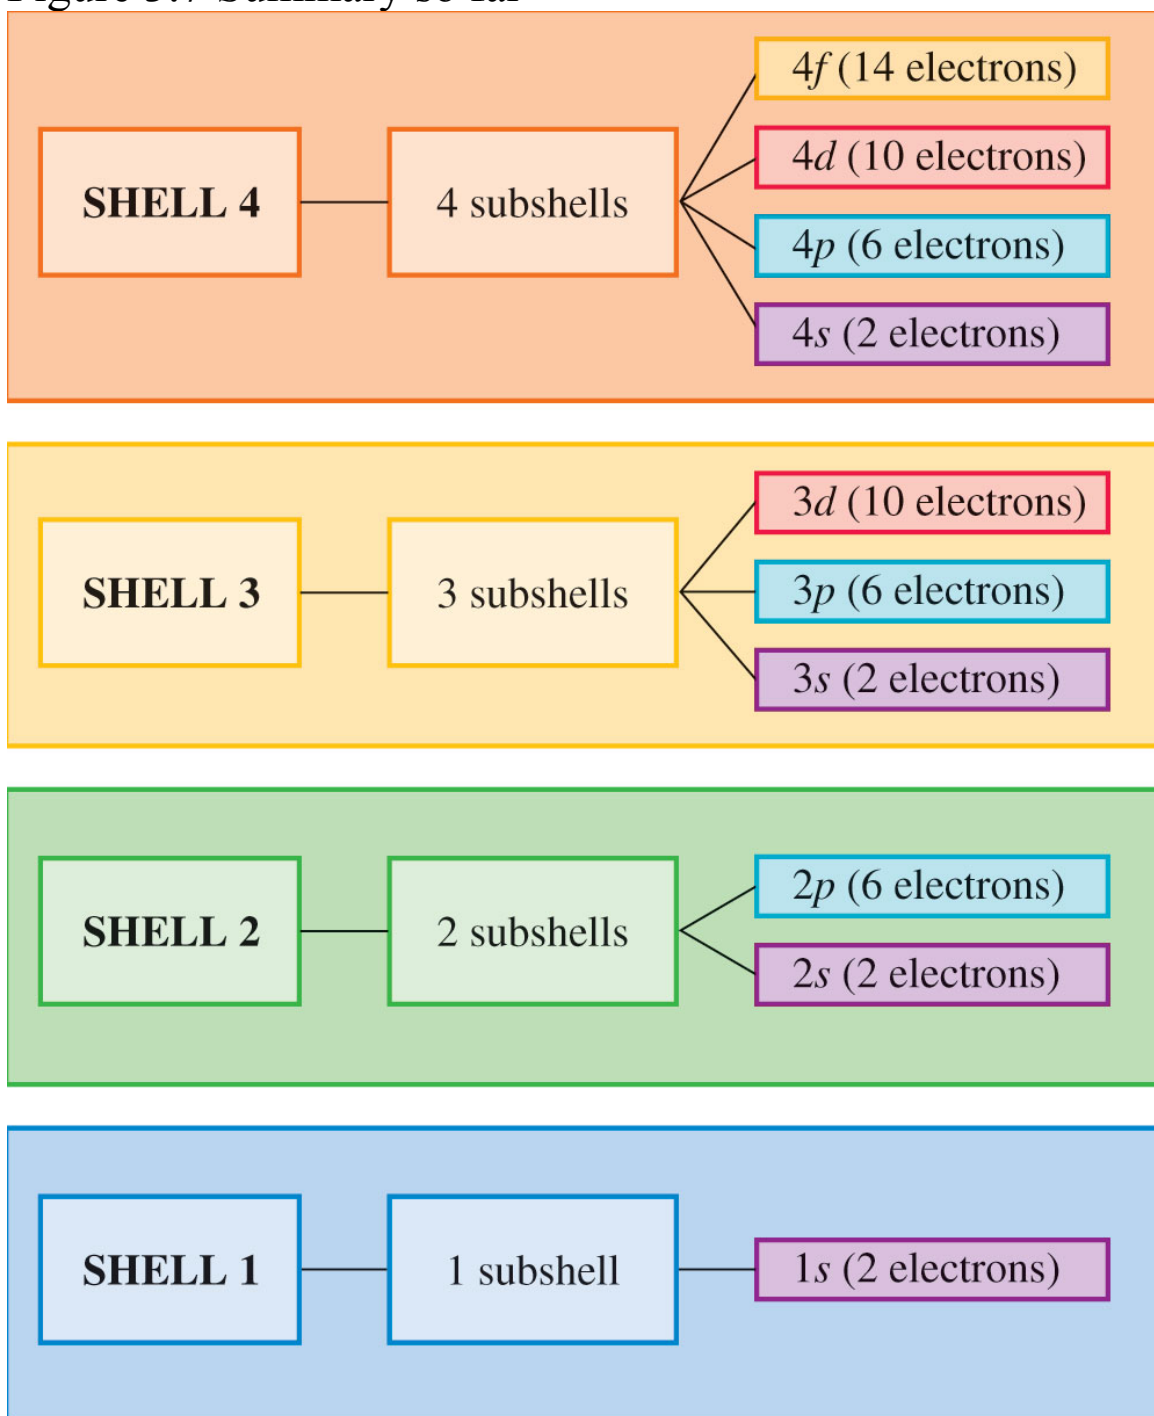 SHELL 4
4 subshells
4f (14 electrons)
4d (10 electrons)
4p (6 electrons)
4s (2 electrons)
SHELL 3
3 subshells
3d (10 electrons)
3p (6 electrons)
3s (2 electrons)
SHELL 2
2 subshells
2p (6 electrons)
2s (2 electrons)
SHELL 1
1 subshell
1s (2 electrons)